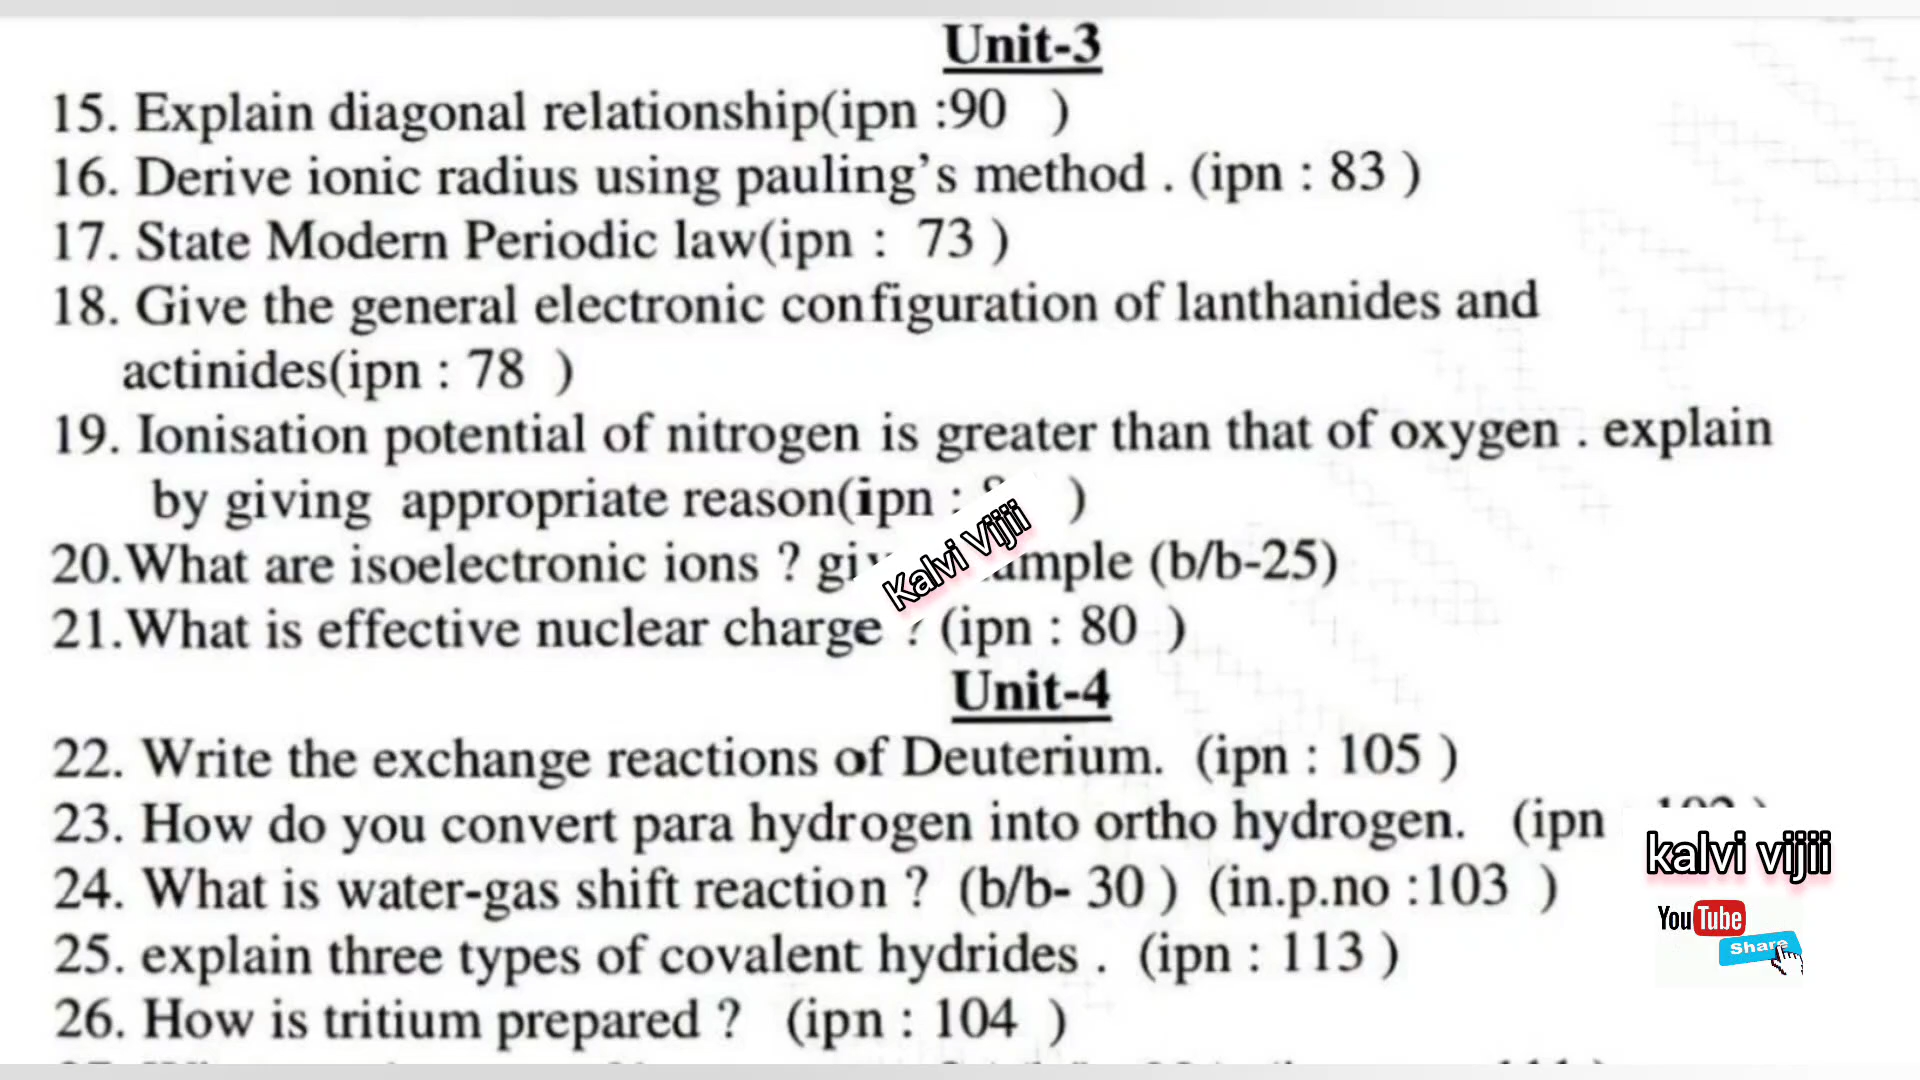 Unit-3
15. Explain diagonal relationship(ipn :90 )
16. Derive ionic radius using pauling's method . (ipn : 83 )
17. State Modern Periodic law(ipn : 73 )
18. Give the general electronic configuration of lanthanides and
actinides(ipn : 78 )
19. Ionisation potential of nitrogen is greater than that of oxygen . explain
by giving appropriate reason(ipn : )
20.What are isoelectronic ions ? (b/b-25)
Kalvi Vijii
21.What is effective nuclear charge ? (ipn : 80 )
Unit-4
22. Write the exchange reactions of Deuterium. (ipn : 105 )
23. How do you convert para hydrogen into ortho hydrogen. (ipn
kalvi vijii
24. What is water-gas shift reaction ? (b/b- 30 ) (in.p.no :103 )
YouTube
Share
25. explain three types of covalent hydrides . (ipn : 113 )
26. How is tritium prepared ? (ipn : 104 )